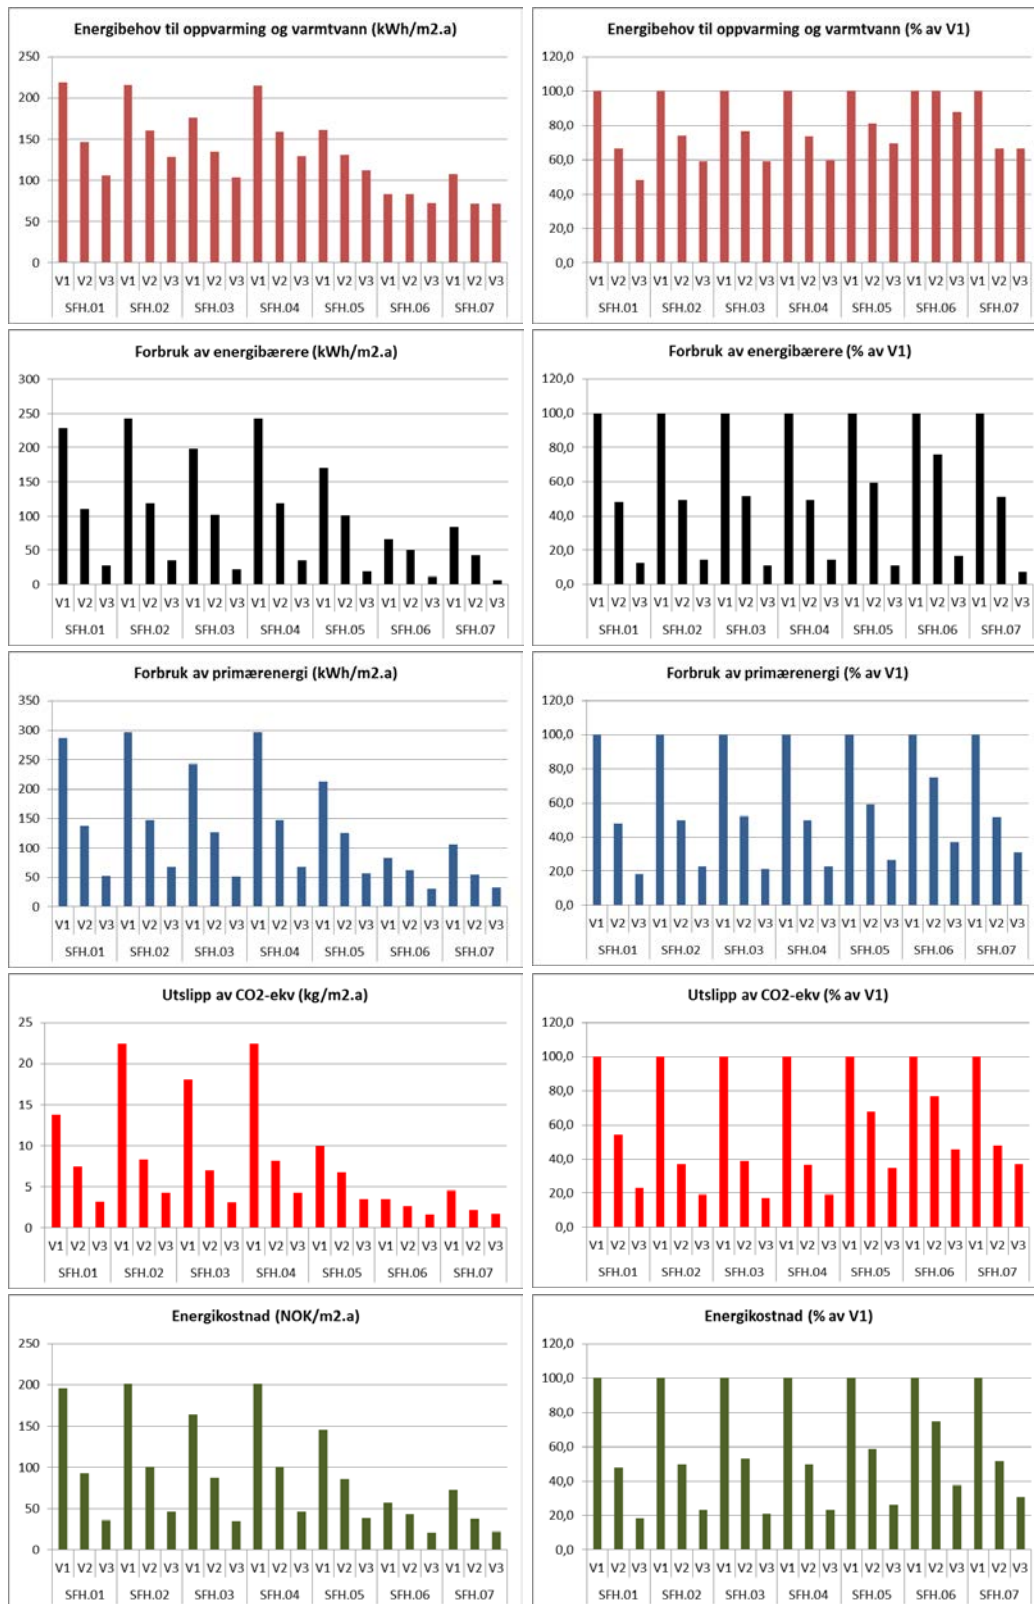 Energibehov til oppvarming og varmtvann (kWh/m2.a)
250
200
150
100
50
0
V1 V2 V3 V1 V2 V3 V1 V2 V3 V1 V2 V3 V1 V2 V3 V1 V2 V3 V1 V2 V3
SFH.01 SFH.02 SFH.03 SFH.04 SFH.05 SFH.06 SFH.07
Energibehov til oppvarming og varmtvann (% av V1)
120,0
100,0
80,0
60,0
40,0
20,0
0,0
V1 V2 V3 V1 V2 V3 V1 V2 V3 V1 V2 V3 V1 V2 V3 V1 V2 V3 V1 V2 V3
SFH.01 SFH.02 SFH.03 SFH.04 SFH.05 SFH.06 SFH.07
Forbruk av energibærere (kWh/m2.a)
300
250
200
150
100
50
0
V1 V2 V3 V1 V2 V3 V1 V2 V3 V1 V2 V3 V1 V2 V3 V1 V2 V3 V1 V2 V3
SFH.01 SFH.02 SFH.03 SFH.04 SFH.05 SFH.06 SFH.07
Forbruk av energibærere (% av V1)
120,0
100,0
80,0
60,0
40,0
20,0
0,0
V1 V2 V3 V1 V2 V3 V1 V2 V3 V1 V2 V3 V1 V2 V3 V1 V2 V3 V1 V2 V3
SFH.01 SFH.02 SFH.03 SFH.04 SFH.05 SFH.06 SFH.07
Forbruk av primærenergi (kWh/m2.a)
350
300
250
200
150
100
50
0
V1 V2 V3 V1 V2 V3 V1 V2 V3 V1 V2 V3 V1 V2 V3 V1 V2 V3 V1 V2 V3
SFH.01 SFH.02 SFH.03 SFH.04 SFH.05 SFH.06 SFH.07
Forbruk av primærenergi (% av V1)
120,0
100,0
80,0
60,0
40,0
20,0
0,0
V1 V2 V3 V1 V2 V3 V1 V2 V3 V1 V2 V3 V1 V2 V3 V1 V2 V3 V1 V2 V3
SFH.01 SFH.02 SFH.03 SFH.04 SFH.05 SFH.06 SFH.07
Utslipp av CO2-ekv (kg/m2.a)
25
20
15
10
5
0
V1 V2 V3 V1 V2 V3 V1 V2 V3 V1 V2 V3 V1 V2 V3 V1 V2 V3 V1 V2 V3
SFH.01 SFH.02 SFH.03 SFH.04 SFH.05 SFH.06 SFH.07
Utslipp av CO2-ekv (% av V1)
120,0
100,0
80,0
60,0
40,0
20,0
0,0
V1 V2 V3 V1 V2 V3 V1 V2 V3 V1 V2 V3 V1 V2 V3 V1 V2 V3 V1 V2 V3
SFH.01 SFH.02 SFH.03 SFH.04 SFH.05 SFH.06 SFH.07
Energikostnad (NOK/m2.a)
250
200
150
100
50
0
V1 V2 V3 V1 V2 V3 V1 V2 V3 V1 V2 V3 V1 V2 V3 V1 V2 V3 V1 V2 V3
SFH.01 SFH.02 SFH.03 SFH.04 SFH.05 SFH.06 SFH.07
Energikostnad (% av V1)
120,0
100,0
80,0
60,0
40,0
20,0
0,0
V1 V2 V3 V1 V2 V3 V1 V2 V3 V1 V2 V3 V1 V2 V3 V1 V2 V3 V1 V2 V3
SFH.01 SFH.02 SFH.03 SFH.04 SFH.05 SFH.06 SFH.07